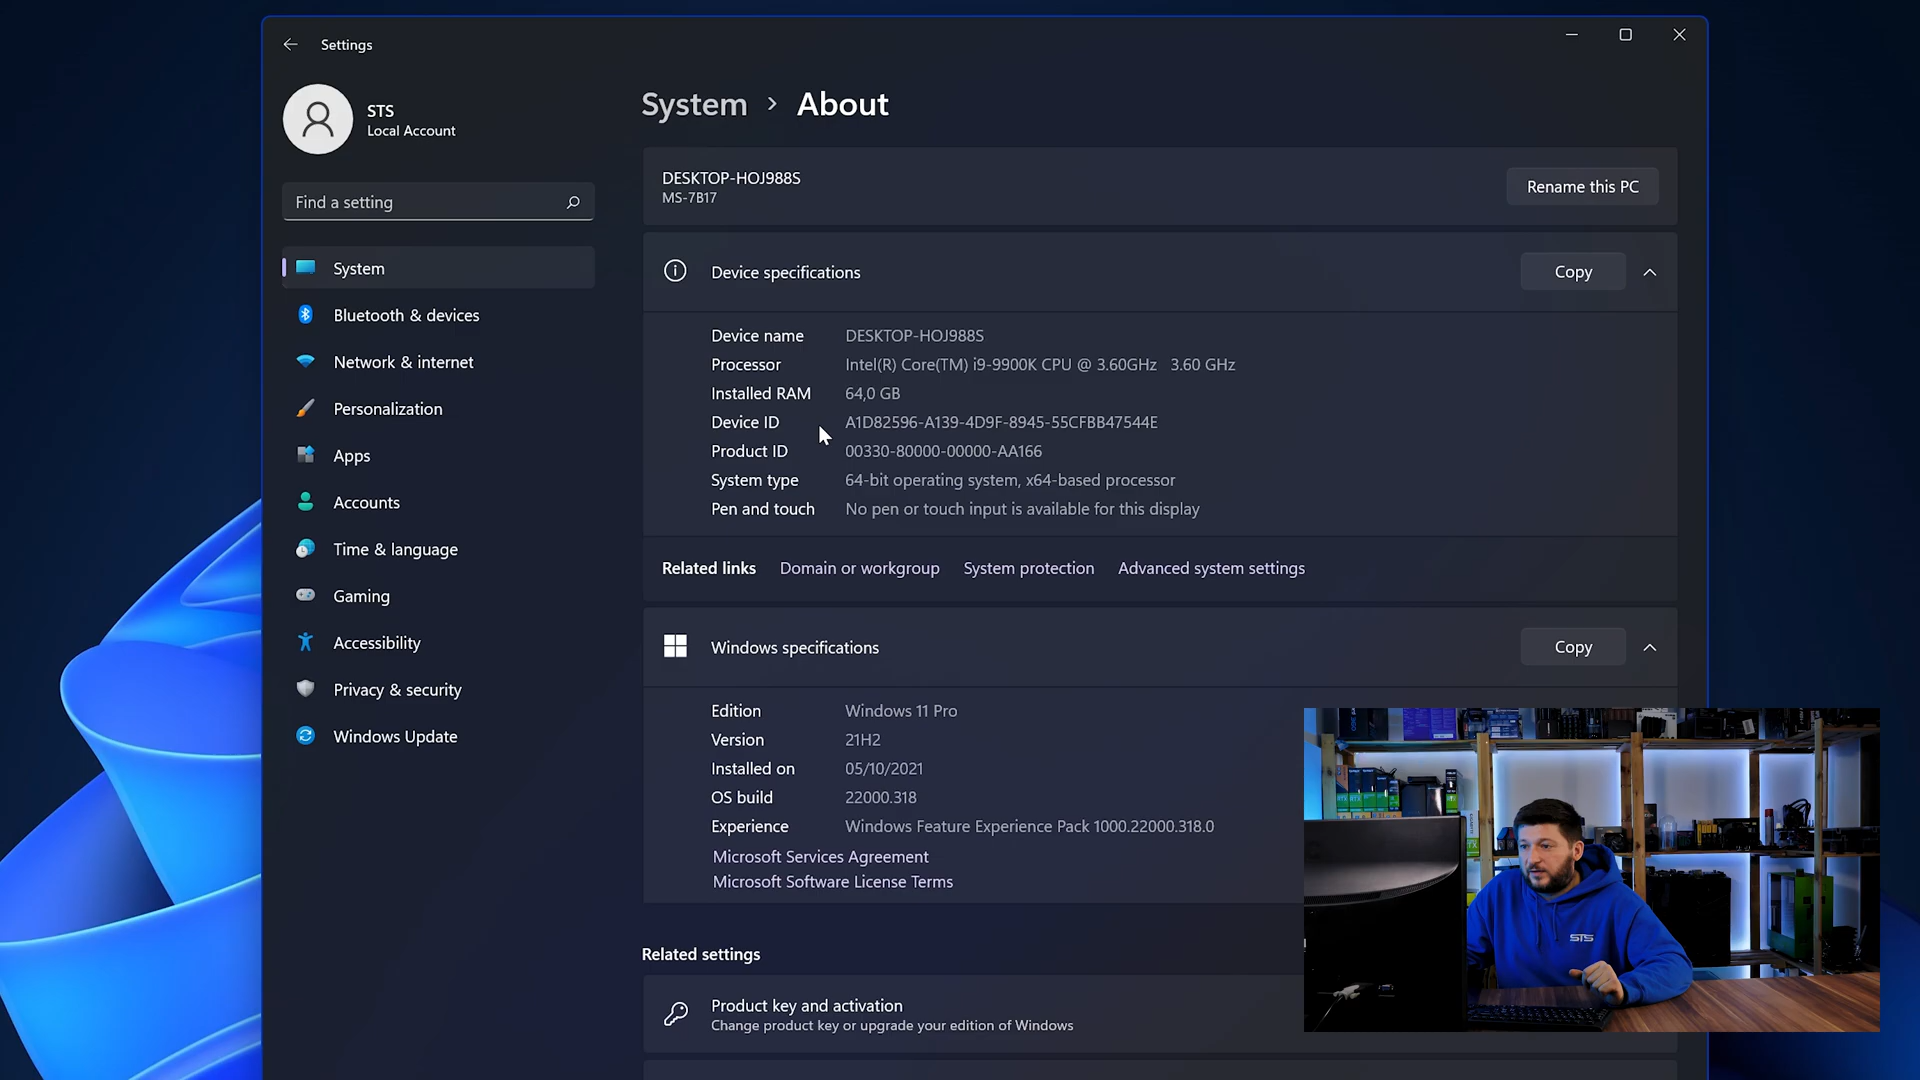 Settings
STS
Local Account
Find a setting
System
Bluetooth & devices
Network & internet
Personalization
Apps
Accounts
Time & language
Gaming
Accessibility
Privacy & security
Windows Update
System > About
DESKTOP-HOJ988S
MS-7B17
Rename this PC
Device specifications
Copy
Device name DESKTOP-HOJ988S
Processor Intel(R) Core(TM) i9-9900K CPU @ 3.60GHz 3.60 GHz
Installed RAM 64,0 GB
Device ID A1D82596-A139-4D9F-8945-55CFBB47544E
Product ID 00330-80000-00000-AA166
System type 64-bit operating system, x64-based processor
Pen and touch No pen or touch input is available for this display
Related links Domain or workgroup System protection Advanced system settings
Windows specifications
Copy
Edition Windows 11 Pro
Version 21H2
Installed on 05/10/2021
OS build 22000.318
Experience Windows Feature Experience Pack 1000.22000.318.0
Microsoft Services Agreement
Microsoft Software License Terms
Related settings
Product key and activation
Change product key or upgrade your edition of Windows
STS